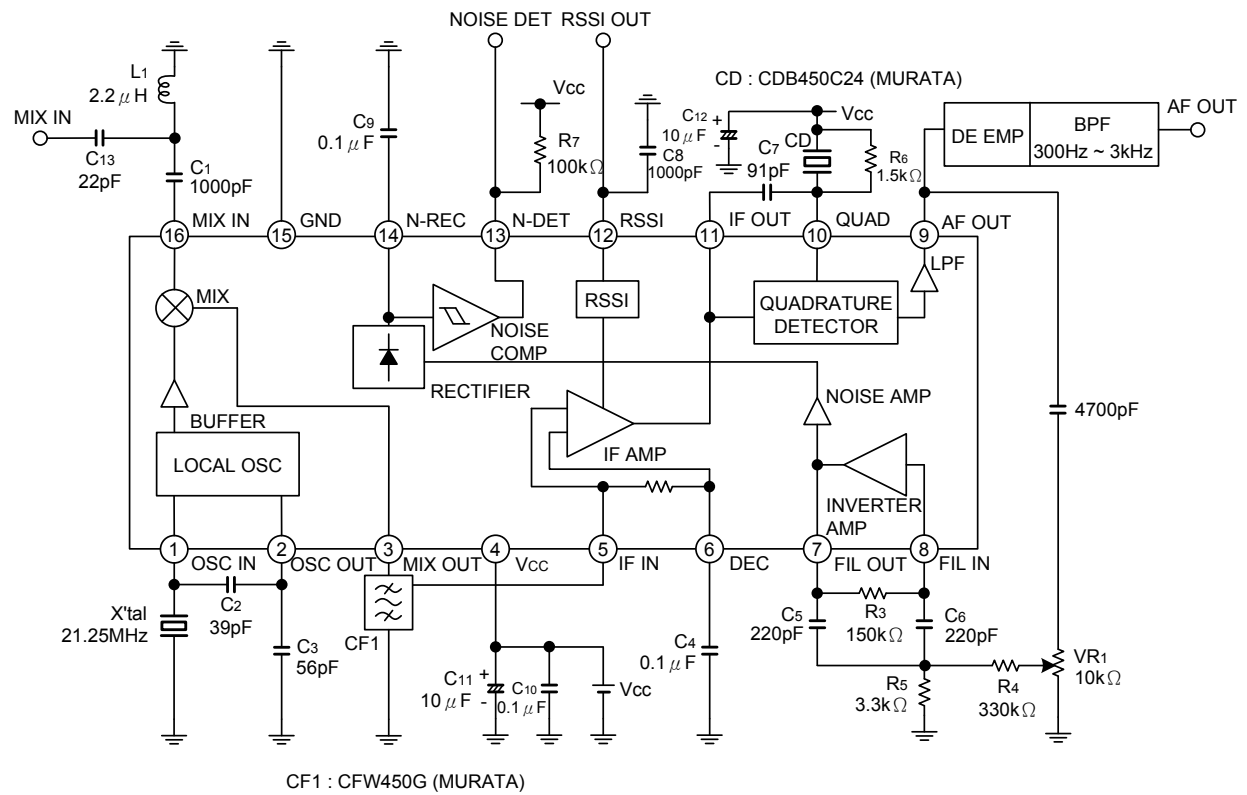 NOISE DET RSSI OUT
CD : CDB450C24 (MURATA)
L1
2.2μH
MIX IN
C13
22pF
C1
1000pF
C9
0.1μF
Vcc
R7
100kΩ
C12
10μF
+
-
C8
1000pF
C7
91pF
CD
Vcc
R6
1.5kΩ
DE EMP
BPF
300Hz ~ 3kHz
AF OUT
16
MIX IN
15
GND
14
N-REC
13
N-DET
12
RSSI
11
IF OUT
10
QUAD
9
AF OUT
MIX
BUFFER
LOCAL OSC
RECTIFIER
NOISE
COMP
RSSI
IF AMP
QUADRATURE
DETECTOR
LPF
NOISE AMP
INVERTER
AMP
4700pF
1
OSC IN
2
OSC OUT
3
MIX OUT
4
Vcc
5
IF IN
6
DEC
7
FIL OUT
8
FIL IN
X'tal
21.25MHz
C2
39pF
C3
56pF
CF1
C11
10μF
+
-
C10
0.1μF
Vcc
C4
0.1μF
C5
220pF
R3
150kΩ
C6
220pF
R5
3.3kΩ
R4
330kΩ
VR1
10kΩ
CF1 : CFW450G (MURATA)